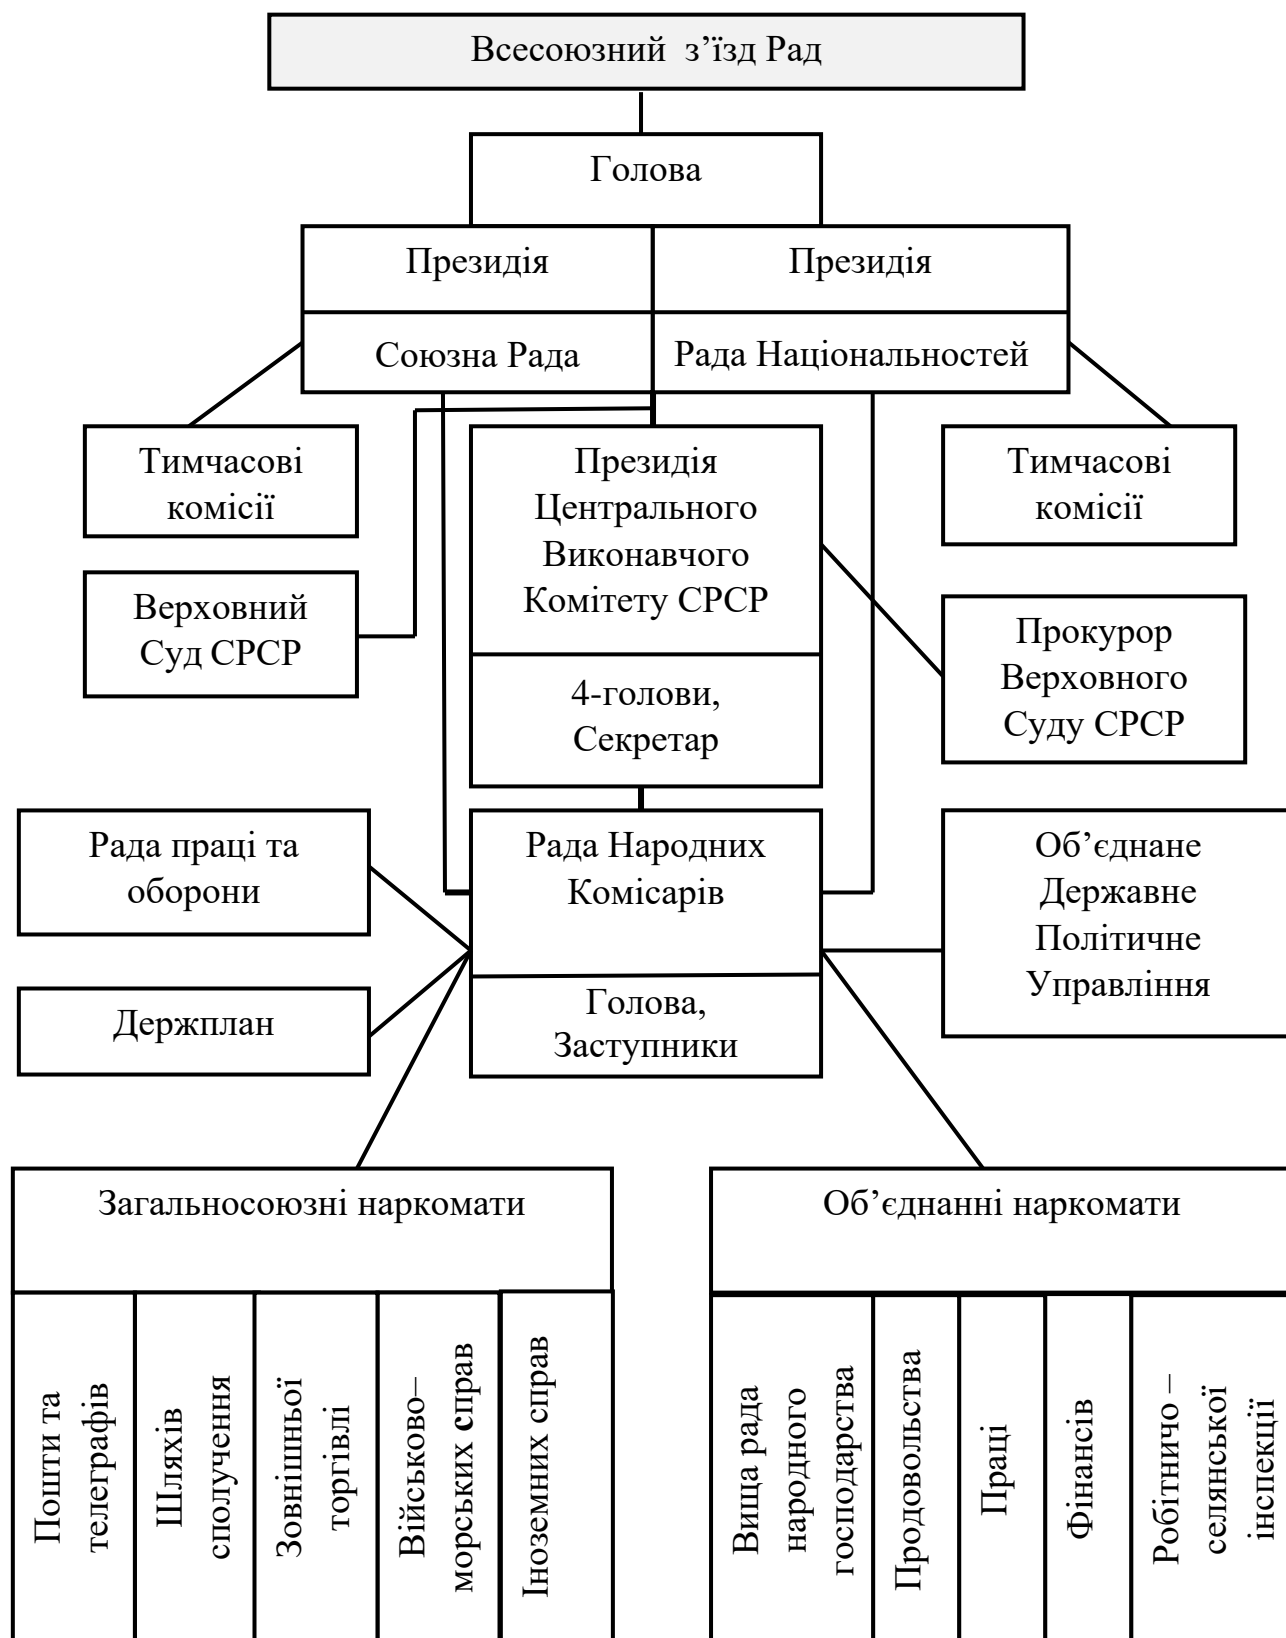 Всесоюзний з’їзд Рад
Голова
Президія
Президія
Союзна Рада
Рада Національностей
Тимчасові
комісії
Президія
Центрального
Виконавчого
Комітету СРСР
Тимчасові
комісії
Верховний
Суд СРСР
Прокурор
Верховного
Суду СРСР
4-голови,
Секретар
Рада праці та
оборони
Рада Народних
Комісарів
Об’єднане
Державне
Політичне
Управління
Держплан
Голова,
Заступники
Загальносоюзні наркомати
Об’єднанні наркомати
Пошти та
телеграфів
Шляхів
сполучення
Зовнішньої
торгівлі
Військово–
морських справ
Іноземних справ
Вища рада
народного
господарства
Продовольства
Праці
Фінансів
Робітничо –
селянської
інспекції